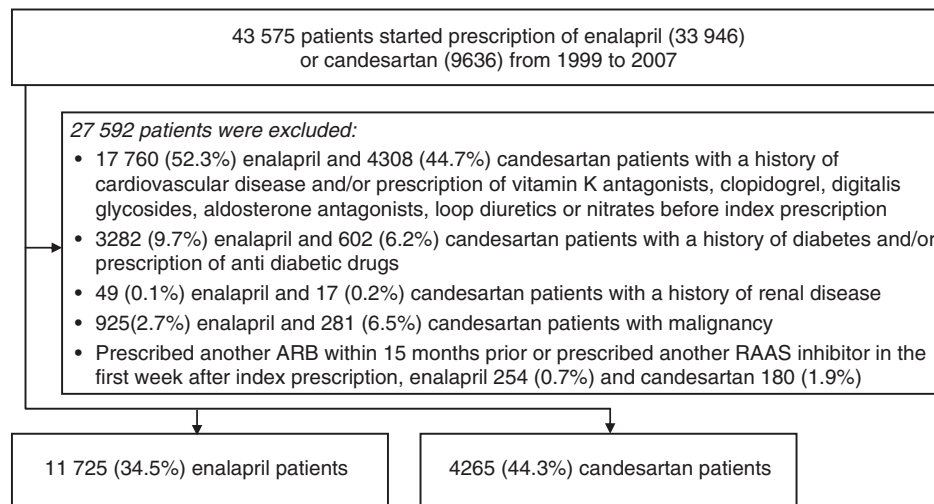 43 575 patients started prescription of enalapril (33 946)
or candesartan (9636) from 1999 to 2007
27 592 patients were excluded:
• 17 760 (52.3%) enalapril and 4308 (44.7%) candesartan patients with a history of
cardiovascular disease and/or prescription of vitamin K antagonists, clopidogrel, digitalis
glycosides, aldosterone antagonists, loop diuretics or nitrates before index prescription
• 3282 (9.7%) enalapril and 602 (6.2%) candesartan patients with a history of diabetes and/or
prescription of anti diabetic drugs
• 49 (0.1%) enalapril and 17 (0.2%) candesartan patients with a history of renal disease
• 925(2.7%) enalapril and 281 (6.5%) candesartan patients with malignancy
• Prescribed another ARB within 15 months prior or prescribed another RAAS inhibitor in the
first week after index prescription, enalapril 254 (0.7%) and candesartan 180 (1.9%)
11 725 (34.5%) enalapril patients
4265 (44.3%) candesartan patients